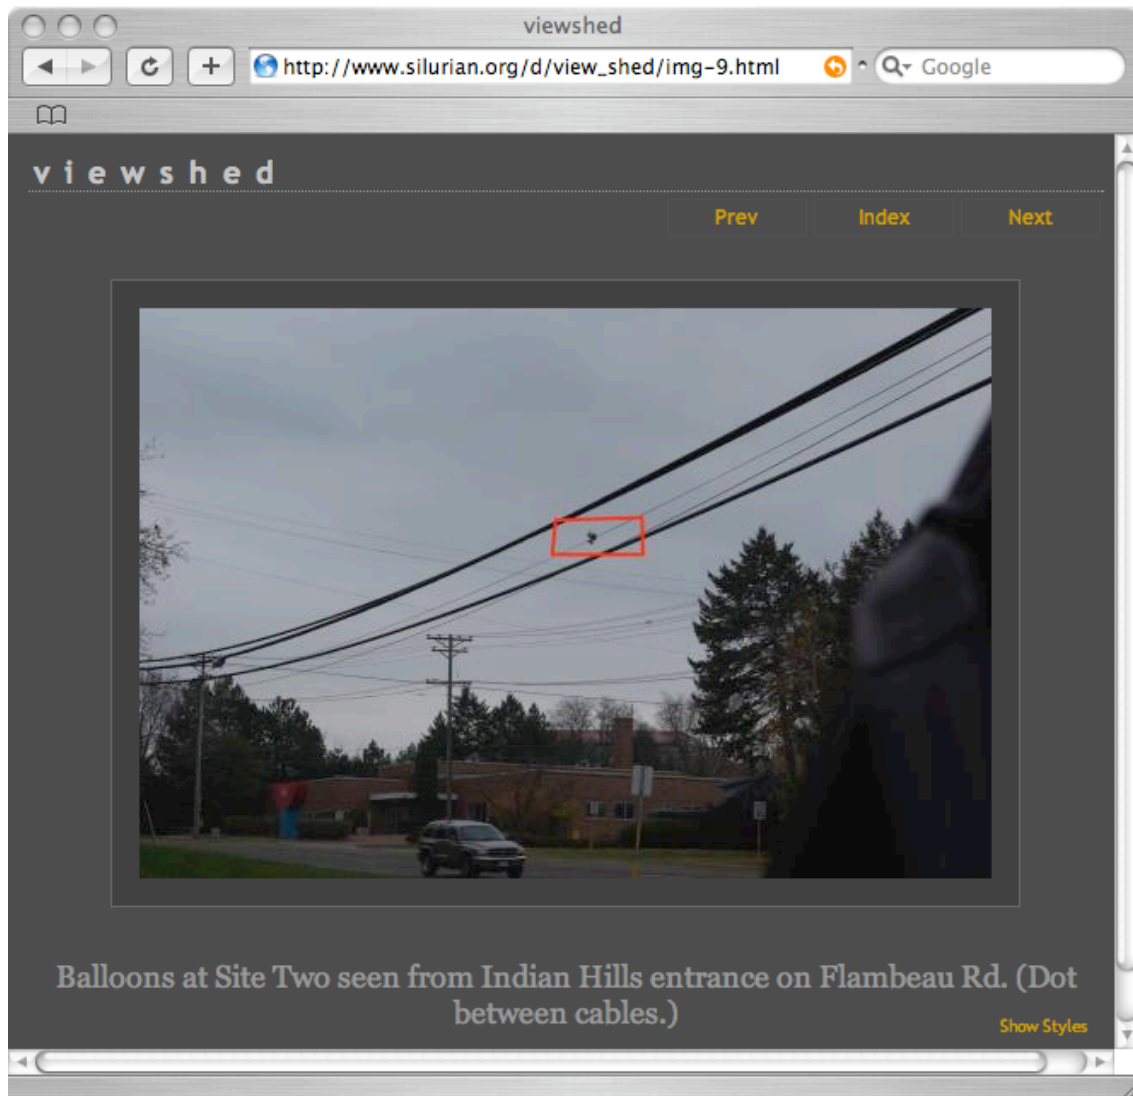 viewshed
http://www.silurian.org/d/view_shed/img-9.html
Google
viewshed
Prev
Index
Next
Balloons at Site Two seen from Indian Hills entrance on Flambeau Rd. (Dot
between cables.)
Show Styles